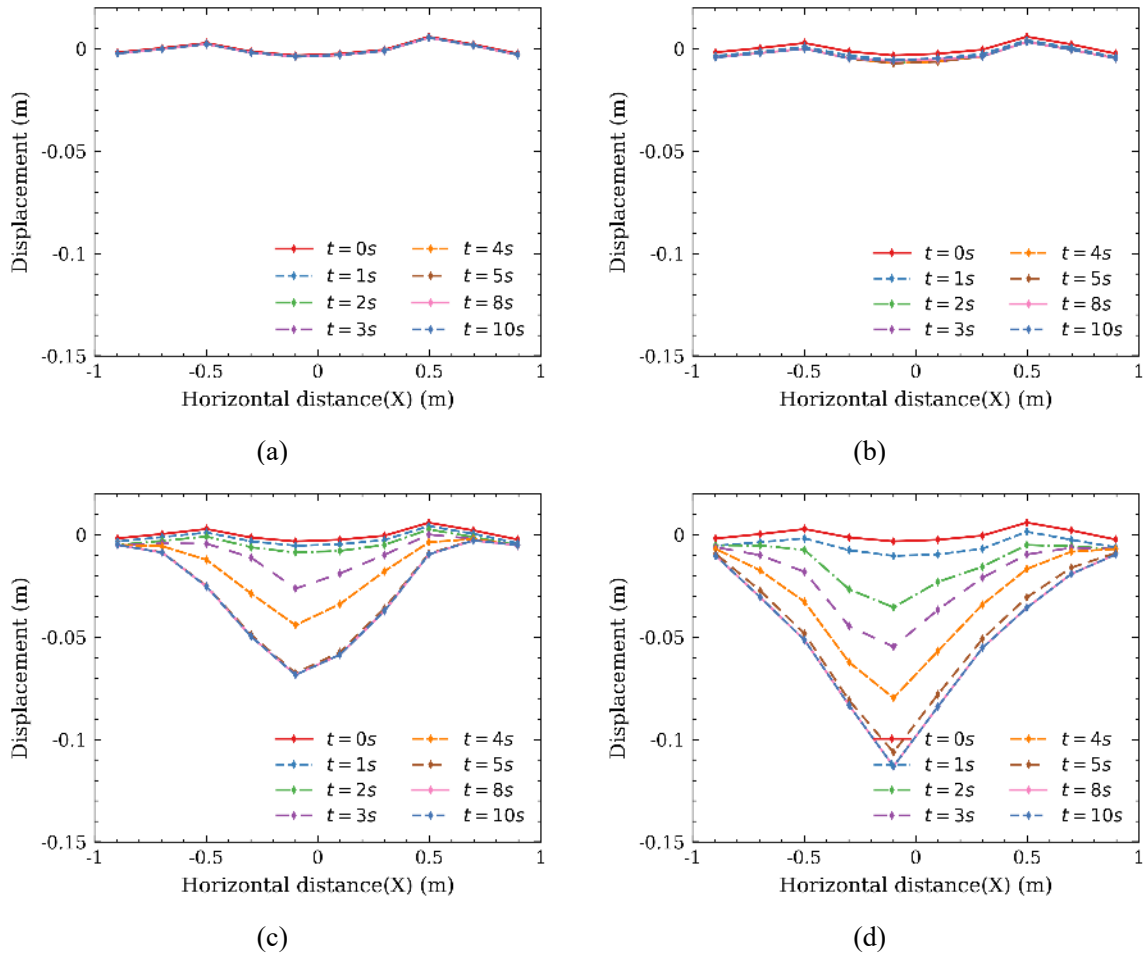 0
-0.05
-0.1
-0.15
Displacement (m)
t = 0s
t = 1s
t = 2s
t = 3s
t = 4s
t = 5s
t = 8s
t = 10s
-1
-0.5
0
0.5
1
Horizontal distance(X) (m)
(a)
0
-0.05
-0.1
-0.15
Displacement (m)
t = 0s
t = 1s
t = 2s
t = 3s
t = 4s
t = 5s
t = 8s
t = 10s
-1
-0.5
0
0.5
1
Horizontal distance(X) (m)
(b)
0
-0.05
-0.1
-0.15
Displacement (m)
t = 0s
t = 1s
t = 2s
t = 3s
t = 4s
t = 5s
t = 8s
t = 10s
-1
-0.5
0
0.5
1
Horizontal distance(X) (m)
(c)
0
-0.05
-0.1
-0.15
Displacement (m)
t = 0s
t = 1s
t = 2s
t = 3s
t = 4s
t = 5s
t = 8s
t = 10s
-1
-0.5
0
0.5
1
Horizontal distance(X) (m)
(d)